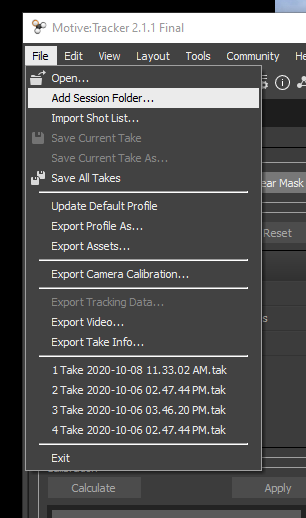 Motive:Tracker 2.1.1 Final
File Edit View Layout Tools Community
Open...
Add Session Folder...
Import Shot List...
Save Current Take
Save Current Take As...
Save All Takes
ear Mask
Update Default Profile
Export Profile As...
Reset
Export Assets...
Export Camera Calibration...
Export Tracking Data...
Export Video...
s
Export Take Info...
1 Take 2020-10-08 11.33.02 AM.tak
2 Take 2020-10-06 02.47.44 PM.tak
3 Take 2020-10-06 03.46.20 PM.tak
4 Take 2020-10-06 02.47.44 PM.tak
Exit
Calculate Apply